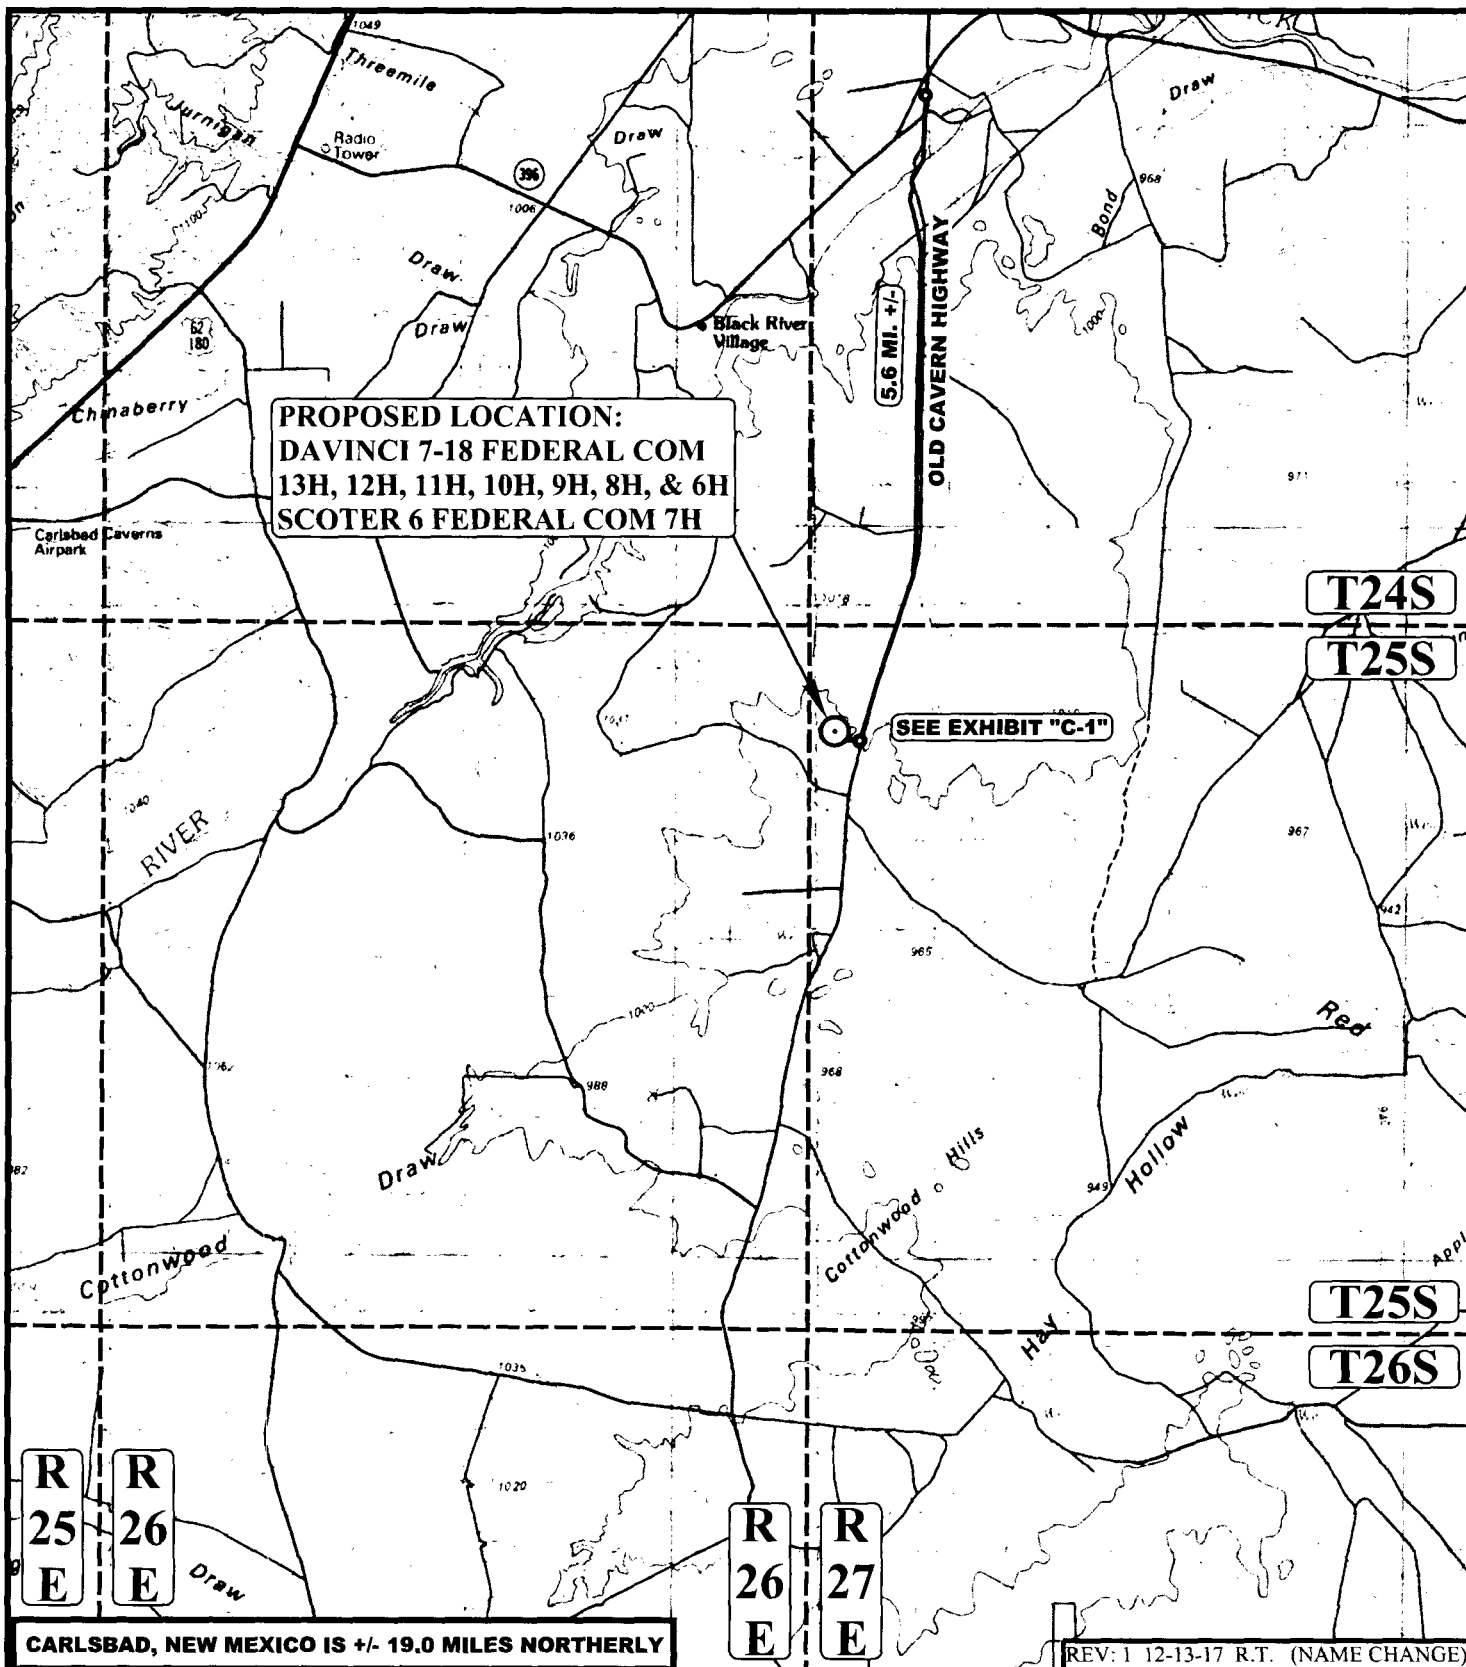 1049
Threemile
Draw
Jurnigan
Radio
Tower
Draw
396
1006
1100
968
Bond
Draw
Draw
OLD CAVERN HIGHWAY
5.6 MI. +/-
62
180
Black River
Village
1000
Chinaberry
PROPOSED LOCATION:
DAVINCI 7-18 FEDERAL COM
13H, 12H, 11H, 10H, 9H, 8H, & 6H
SCOTER 6 FEDERAL COM 7H
971
Carlsbad Caverns
Airpark
T24S
T25S
SEE EXHIBIT "C-1"
1040
RIVER
1036
967
942
965
1000
Red
988
968
Draw
Cottonwood Hills
949
Hay Hollow
Cottonwood
T25S
T26S
1035
1020
R
25
E
R
26
E
R
26
E
R
27
E
Draw
CARLSBAD, NEW MEXICO IS +/- 19.0 MILES NORTHERLY
REV: 1 12-13-17 R.T. (NAME CHANGE)